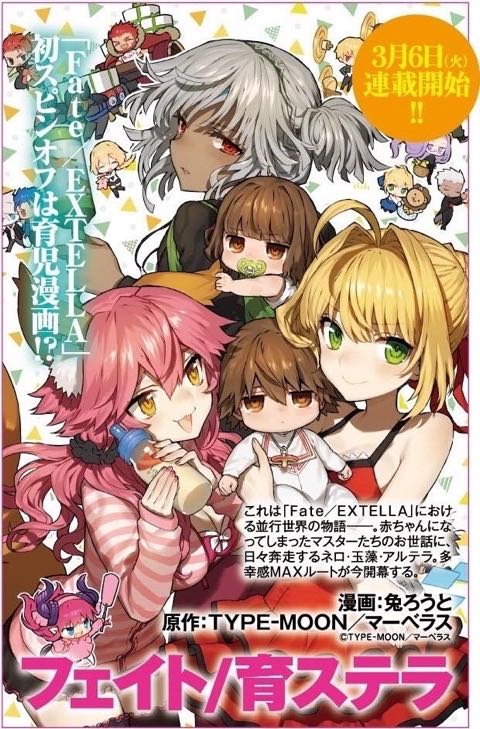 「Fate/EXTELLA」
初スピンオフは育児漫画!?
3月6日(火)
連載開始
!!
これは「Fate/EXTELLA」におけ
る並行世界の物語――。赤ちゃんに
なってしまったマスターたちのお世話に、
日々奔走するネロ・玉藻・アルテラ。多
幸感MAXルートが今開幕する。
漫画:兎ろうと
原作:TYPE-MOON/マーベラス
©TYPE-MOON/マーベラス
フェイト/育ステラ